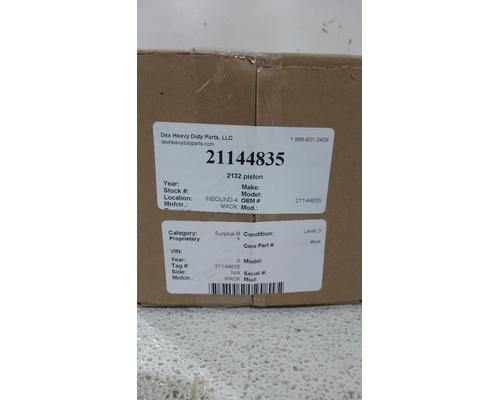 Dex Heavy Duty Parts, LLC 1 888-691-3409
dexheavydutyparts.com
21144835
2132 piston
Year: Make:
Stock #: Model:
Location: INBOUND-4 OEM # 21144835
Mnfctr.: MACK Mod.:
Category: Surplus B Condition: Level 3
Proprietary #
Core Part #
VIN:
Year: 0 Model:
Tag #: 21144835
Side: N/A Serial #:
Mnfctr.: MACK Mod: